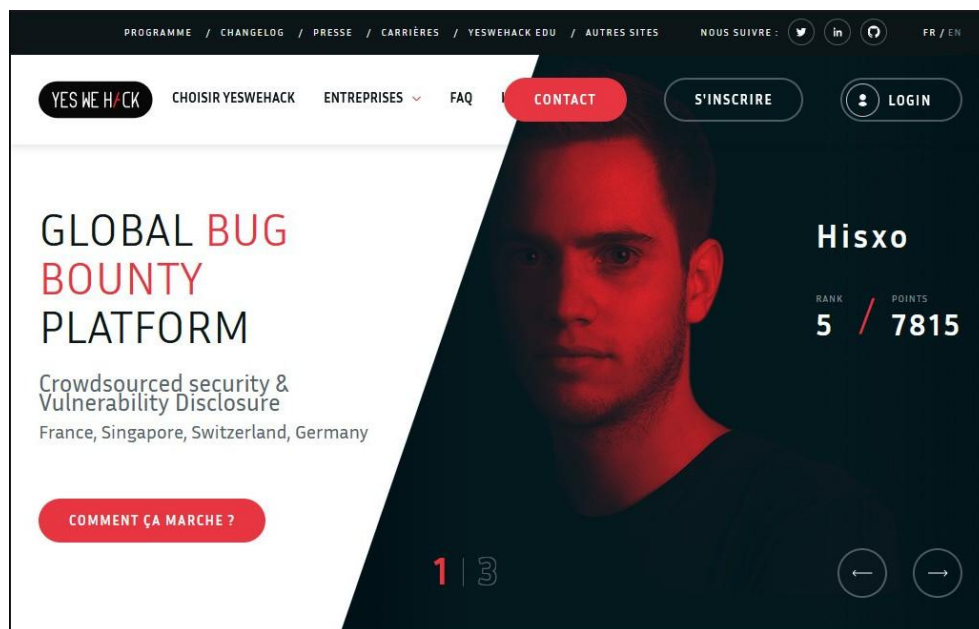 PROGRAMME / CHANGELOG / PRESSE / CARRIÈRES / YESWEHACK EDU / AUTRES SITES NOUS SUIVRE : in FR / EN
YES WE H/CK CHOISIR YESWEHACK ENTREPRISES FAQ CONTACT S'INSCRIRE LOGIN
GLOBAL BUG
BOUNTY
PLATFORM
Crowdsourced security &
Vulnerability Disclosure
France, Singapore, Switzerland, Germany
COMMENT ÇA MARCHE ?
Hisxo
RANK POINTS
5 / 7815
1 | 3